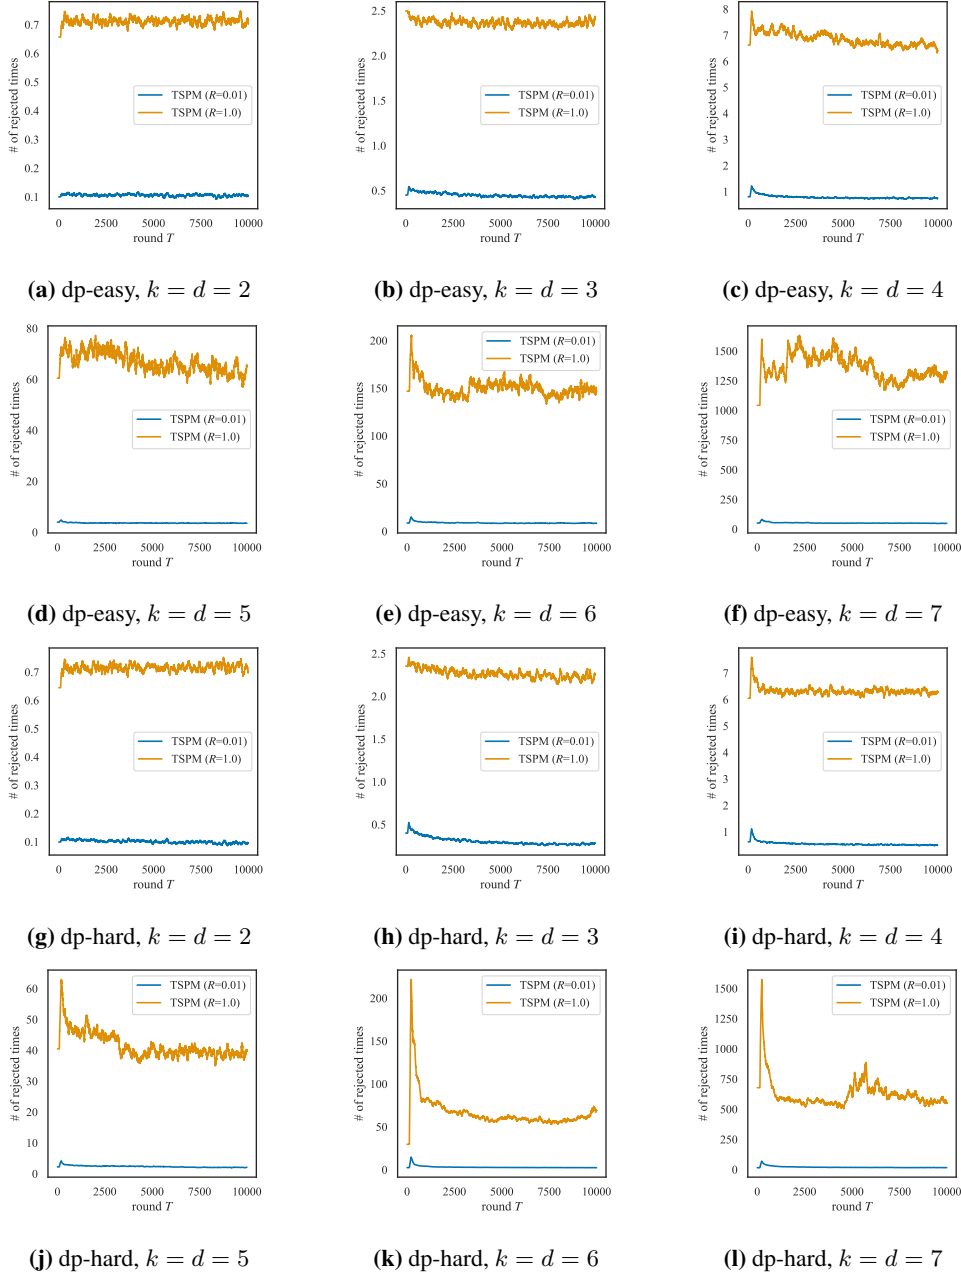 0.7
0.6
0.5
0.4
0.3
0.2
0.1
# of rejected times
TSPM (R=0.01)
TSPM (R=1.0)
0 2500 5000 7500 10000
round T
(a) dp-easy, k = d = 2
2.5
2.0
1.5
1.0
0.5
# of rejected times
TSPM (R=0.01)
TSPM (R=1.0)
0 2500 5000 7500 10000
round T
(b) dp-easy, k = d = 3
8
7
6
5
4
3
2
1
# of rejected times
TSPM (R=0.01)
TSPM (R=1.0)
0 2500 5000 7500 10000
round T
(c) dp-easy, k = d = 4
80
60
40
20
0
# of rejected times
TSPM (R=0.01)
TSPM (R=1.0)
0 2500 5000 7500 10000
round T
(d) dp-easy, k = d = 5
200
150
100
50
0
# of rejected times
TSPM (R=0.01)
TSPM (R=1.0)
0 2500 5000 7500 10000
round T
(e) dp-easy, k = d = 6
1500
1250
1000
750
500
250
0
# of rejected times
TSPM (R=0.01)
TSPM (R=1.0)
0 2500 5000 7500 10000
round T
(f) dp-easy, k = d = 7
0.7
0.6
0.5
0.4
0.3
0.2
0.1
# of rejected times
TSPM (R=0.01)
TSPM (R=1.0)
0 2500 5000 7500 10000
round T
(g) dp-hard, k = d = 2
2.5
2.0
1.5
1.0
0.5
# of rejected times
TSPM (R=0.01)
TSPM (R=1.0)
0 2500 5000 7500 10000
round T
(h) dp-hard, k = d = 3
7
6
5
4
3
2
1
# of rejected times
TSPM (R=0.01)
TSPM (R=1.0)
0 2500 5000 7500 10000
round T
(i) dp-hard, k = d = 4
60
50
40
30
20
10
0
# of rejected times
TSPM (R=0.01)
TSPM (R=1.0)
0 2500 5000 7500 10000
round T
(j) dp-hard, k = d = 5
200
150
100
50
0
# of rejected times
TSPM (R=0.01)
TSPM (R=1.0)
0 2500 5000 7500 10000
round T
(k) dp-hard, k = d = 6
1500
1250
1000
750
500
250
0
# of rejected times
TSPM (R=0.01)
TSPM (R=1.0)
0 2500 5000 7500 10000
round T
(l) dp-hard, k = d = 7